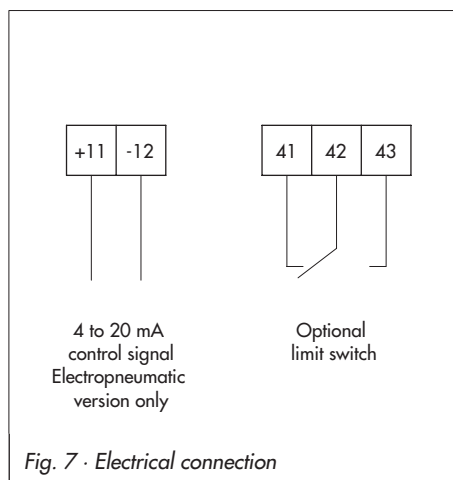 +11 -12
41 42 43
4 to 20 mA
control signal
Electropneumatic
version only
Optional
limit switch
Fig. 7 · Electrical connection